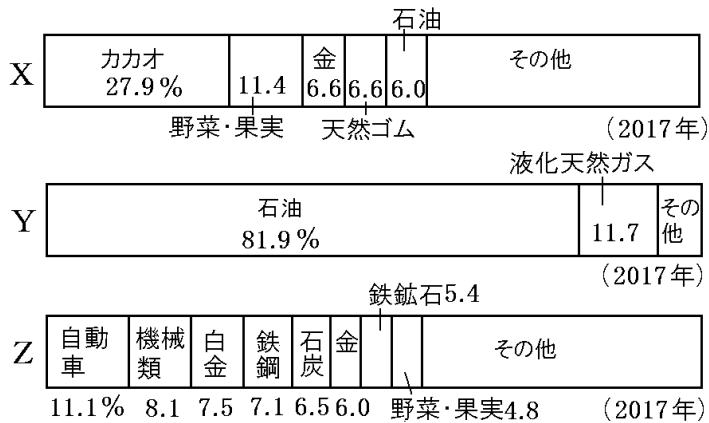 石油
X
カカオ
27.9%
11.4
金
6.6
6.6
6.0
その他
野菜・果実
天然ゴム
(2017年)
液化天然ガス
Y
石油
81.9%
11.7
その他
(2017年)
鉄鉱石5.4
Z
自動車
機械類
白金
鉄鋼
石炭
金
その他
11.1%
8.1
7.5
7.1
6.5
6.0
野菜・果実4.8
(2017年)